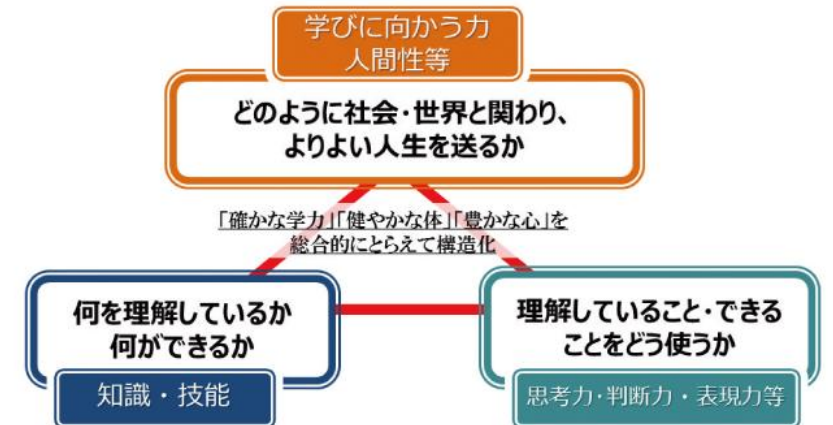 学びに向かう力
人間性等
どのように社会・世界と関わり、
よりよい人生を送るか
「確かな学力」「健やかな体」「豊かな心」を
総合的にとらえて構造化
何を理解しているか
何ができるか
知識・技能
理解していること・できる
ことをどう使うか
思考力・判断力・表現力等